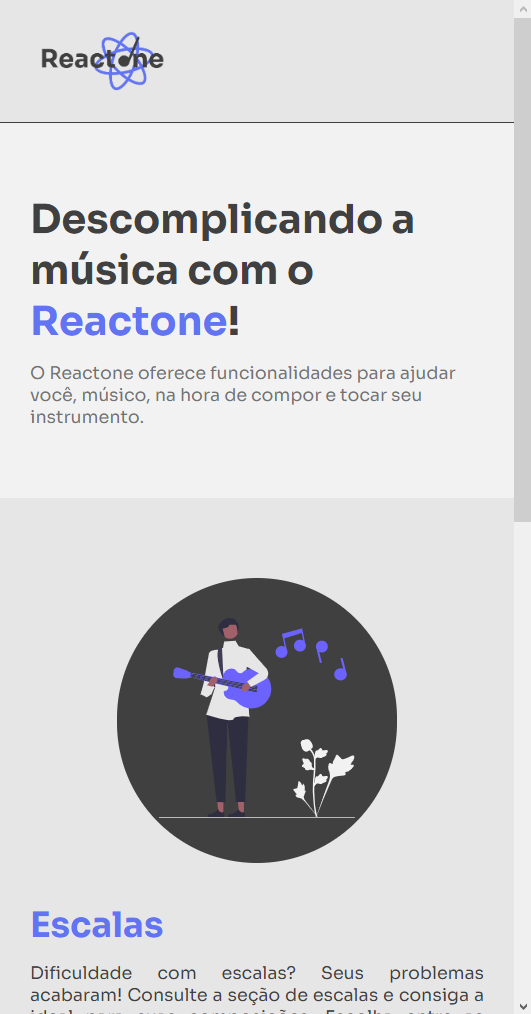 Reactone
Descomplicando a
música com o
Reactone!
O Reactone oferece funcionalidades para ajudar
você, músico, na hora de compor e tocar seu
instrumento.
Escalas
Dificuldade com escalas? Seus problemas
acabaram! Consulte a seção de escalas e consiga a